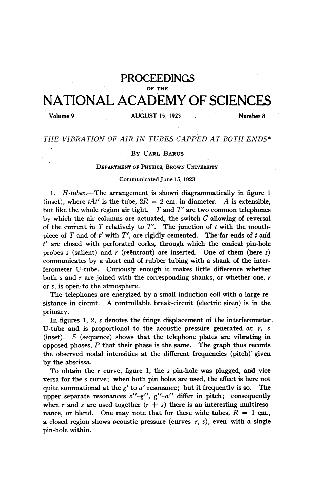 PROCEEDINGS
OF THE
NATIONAL ACADEMY OF SCIENCES
Volume 9 AUGUST 15, 1923 Number 8
THE VIBRATION OF AIR IN TUBES CAPPED AT BOTH ENDS*
BY CARL BARUS
DEPARTMENT OF PHYSICS, BROWN UNIVERSITY
Communicated June 15, 1923
1. H-tubes.—The arrangement is shown diagrammatically in figure 1
(inset), where tAt' is the tube, 2R = 2 cm. in diameter. A is extensible,
but like the whole region air tight. T and T' are two common telephones
by which the air columns are actuated, the switch C allowing of reversal
of the current in T relatively to T'. The junction of t with the mouth-
piece of T and of t' with T', are rigidly cemented. The far ends of t and
t' are closed with perforated corks, through which the conical pin-hole
probes s (salient) and r (reëntrant) are inserted. One of them (here s)
communicates by a short end of rubber tubing with a shank of the inter-
ferometer U-tube. Curiously enough it makes little difference whether
both s and r are joined with the corresponding shanks, or whether one, r
or s, is open to the atmosphere.
The telephones are energized by a small induction coil with a large re-
sistance in circuit. A controllable break-circuit (electric siren) is in the
primary.
In figures 1, 2, s denotes the fringe displacement of the interferometer
U-tube and is proportional to the acoustic pressure generated at r, s
(inset). S (sequence) shows that the telephone plates are vibrating in
opposed phases, P that their phase is same. The graph thus records
the observed nodal intensities at the different frequencies (pitch) given
by the abscissa.
To obtain the r curve, figure 1, the s pin-hole was plugged, and vice
versa for the s curve; when both pin holes are used, the effect is here not
quite summational at the g' to a' resonance; but it frequently is so. The
upper separate resonances e''-g'', g''-a'' differ in pitch; consequently
when r and s are used together (r + s) there is an interesting multireso-
nance, or blend. One may note that for these wide tubes, R = 1 cm.,
a closed region shows acoustic pressure (curves r, s), even with a single
pin-hole within.